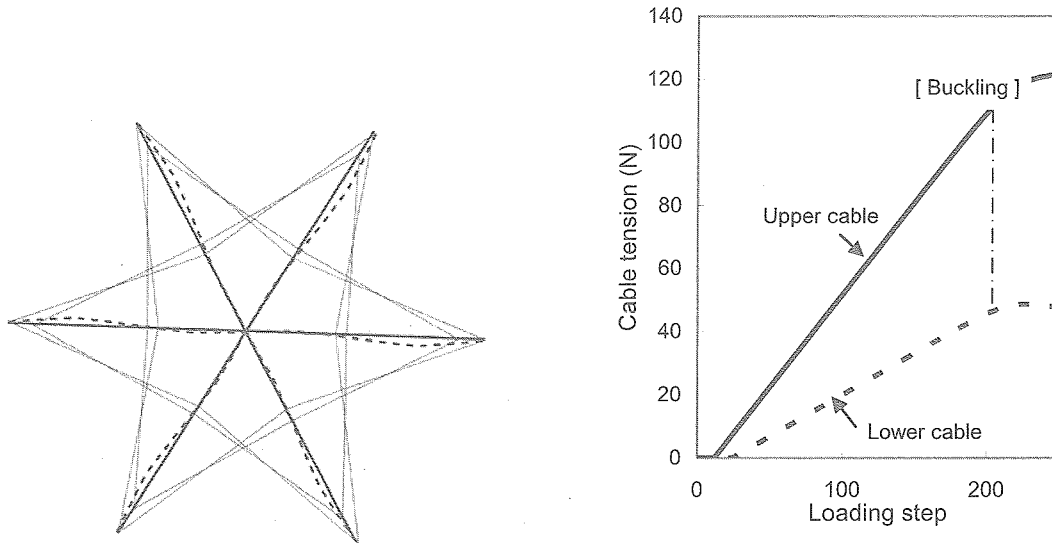 140
120
100
80
60
40
20
0
Cable tension (N)
[ Buckling ]
Upper cable
Lower cable
0 100 200
Loading step